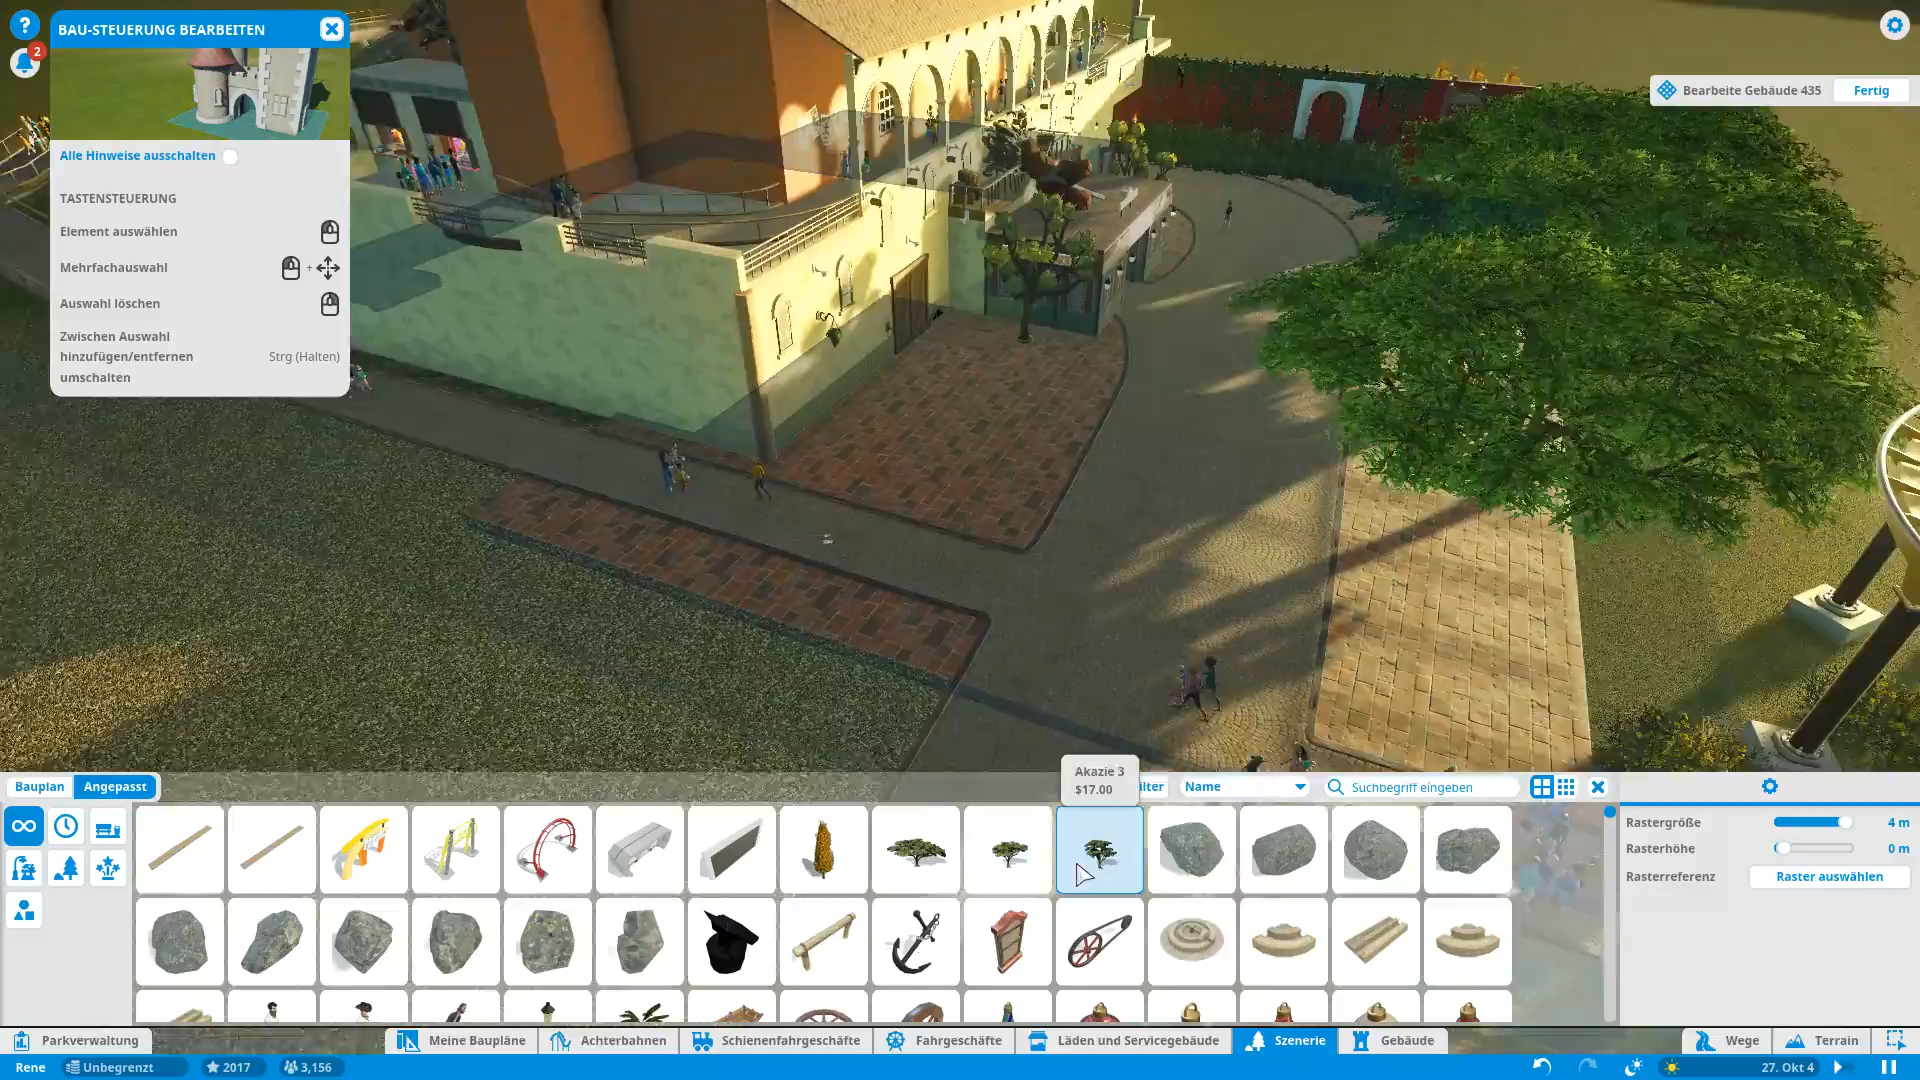 ?
BAU-STEUERUNG BEARBEITEN
2
Alle Hinweise ausschalten
TASTENSTEUERUNG
Element auswählen
Mehrfachauswahl
+
Auswahl löschen
Zwischen Auswahl
hinzufügen/entfernen
umschalten
Strg (Halten)
Bearbeite Gebäude 435
Fertig
Akazie 3
$17.00
Bauplan
Angepasst
ilter
Name
Suchbegriff eingeben
Rastergröße
4 m
Rasterhöhe
0 m
Rasterreferenz
Raster auswählen
Parkverwaltung
Meine Baupläne
Achterbahnen
Schienenfahrgeschäfte
Fahrgeschäfte
Läden und Servicegebäude
Szenerie
Gebäude
Wege
Terrain
Rene
Unbegrenzt
2017
3,156
27. Okt 4